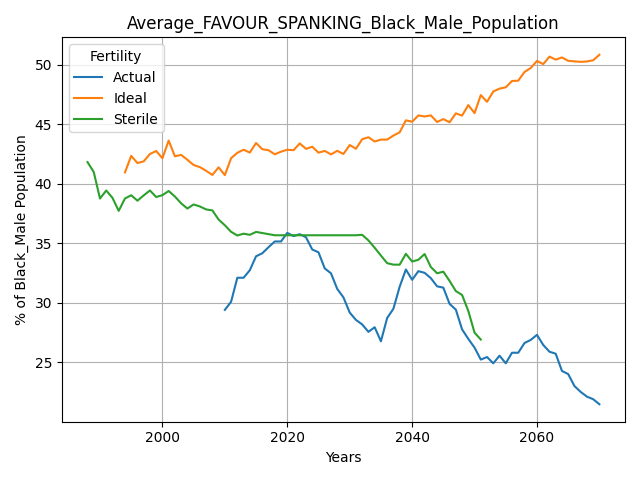 Average_FAVOUR_SPANKING_Black_Male_Population
Fertility
Actual
Ideal
Sterile
% of Black_Male Population
50
45
40
35
30
25
2000
2020
2040
2060
Years